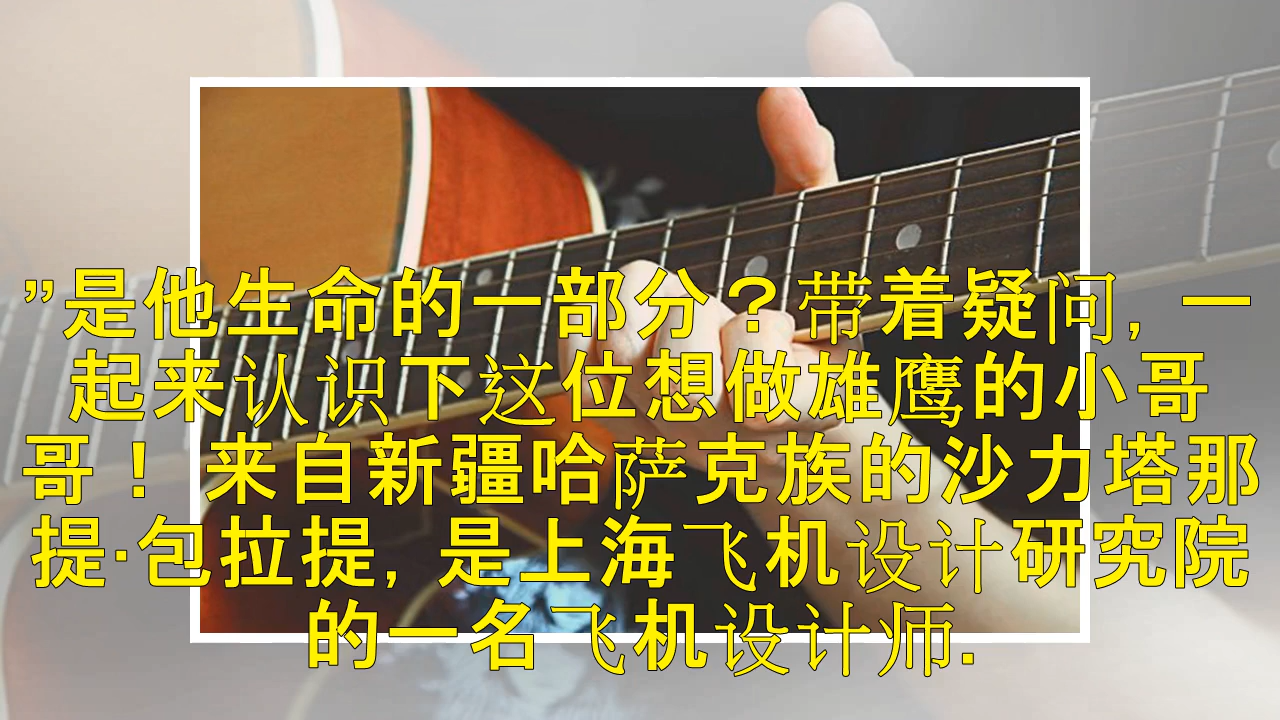 ”是他生命的一部分？带着疑问, 一
起来认识下这位想做雄鹰的小哥
哥！ 来自新疆哈萨克族的沙力塔那
提·包拉提, 是上海飞机设计研究院
的一名飞机设计师.